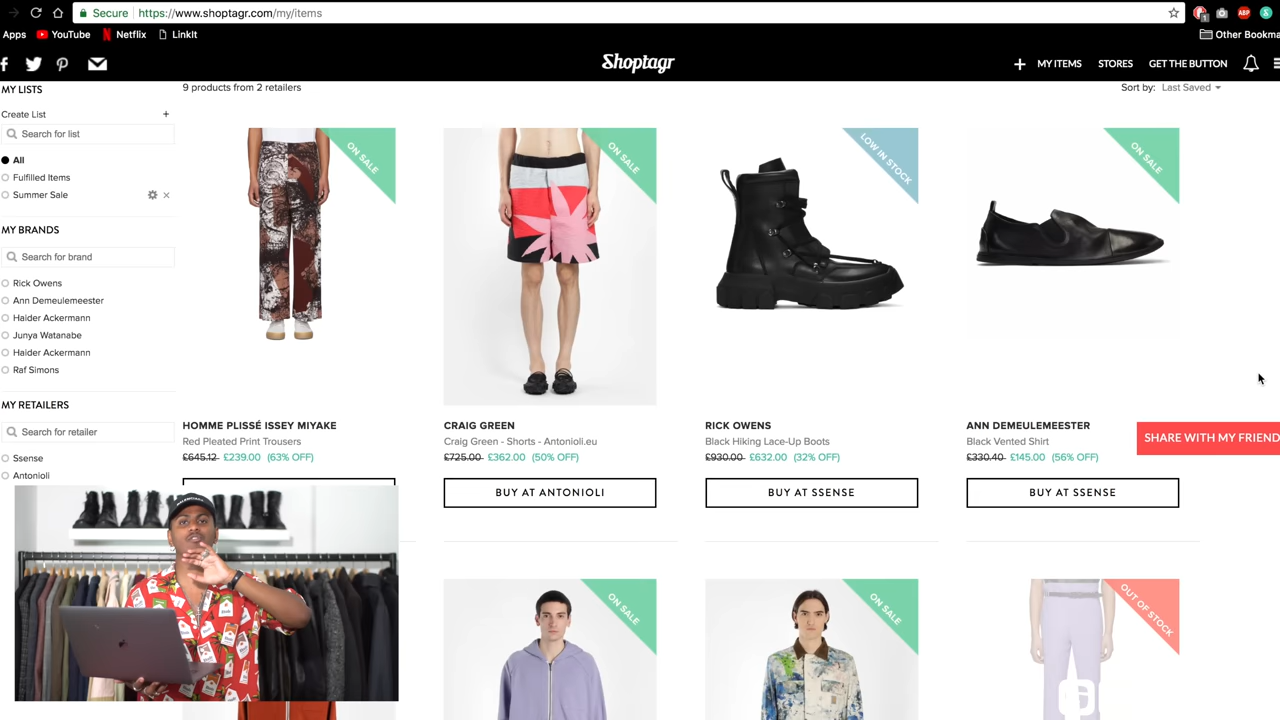 Secure
https://www.shoptagr.com/my/items
1
ABP
Apps
YouTube
Netflix
LinkIt
Other Bookma
Shoptagr
MY ITEMS
STORES
GET THE BUTTON
MY LISTS
9 products from 2 retailers
Sort by: Last Saved
Create List +
Search for list
All
Fulfilled Items
Summer Sale
MY BRANDS
Search for brand
Rick Owens
Ann Demeulemeester
Haider Ackermann
Junya Watanabe
Haider Ackermann
Raf Simons
MY RETAILERS
Search for retailer
Ssense
Antonioli
ON SALE
HOMME PLISSÉ ISSEY MIYAKE
Red Pleated Print Trousers
£645.12 £239.00 (63% OFF)
ON SALE
CRAIG GREEN
Craig Green - Shorts - Antonioli.eu
£725.00 £362.00 (50% OFF)
BUY AT ANTONIOLI
LOW IN STOCK
RICK OWENS
Black Hiking Lace-Up Boots
£930.00 £632.00 (32% OFF)
BUY AT SSENSE
ON SALE
ANN DEMEULEMEESTER
Black Vented Shirt
£330.40 £145.00 (56% OFF)
BUY AT SSENSE
SHARE WITH MY FRIEND
ON SALE
ON SALE
OUT OF STOCK